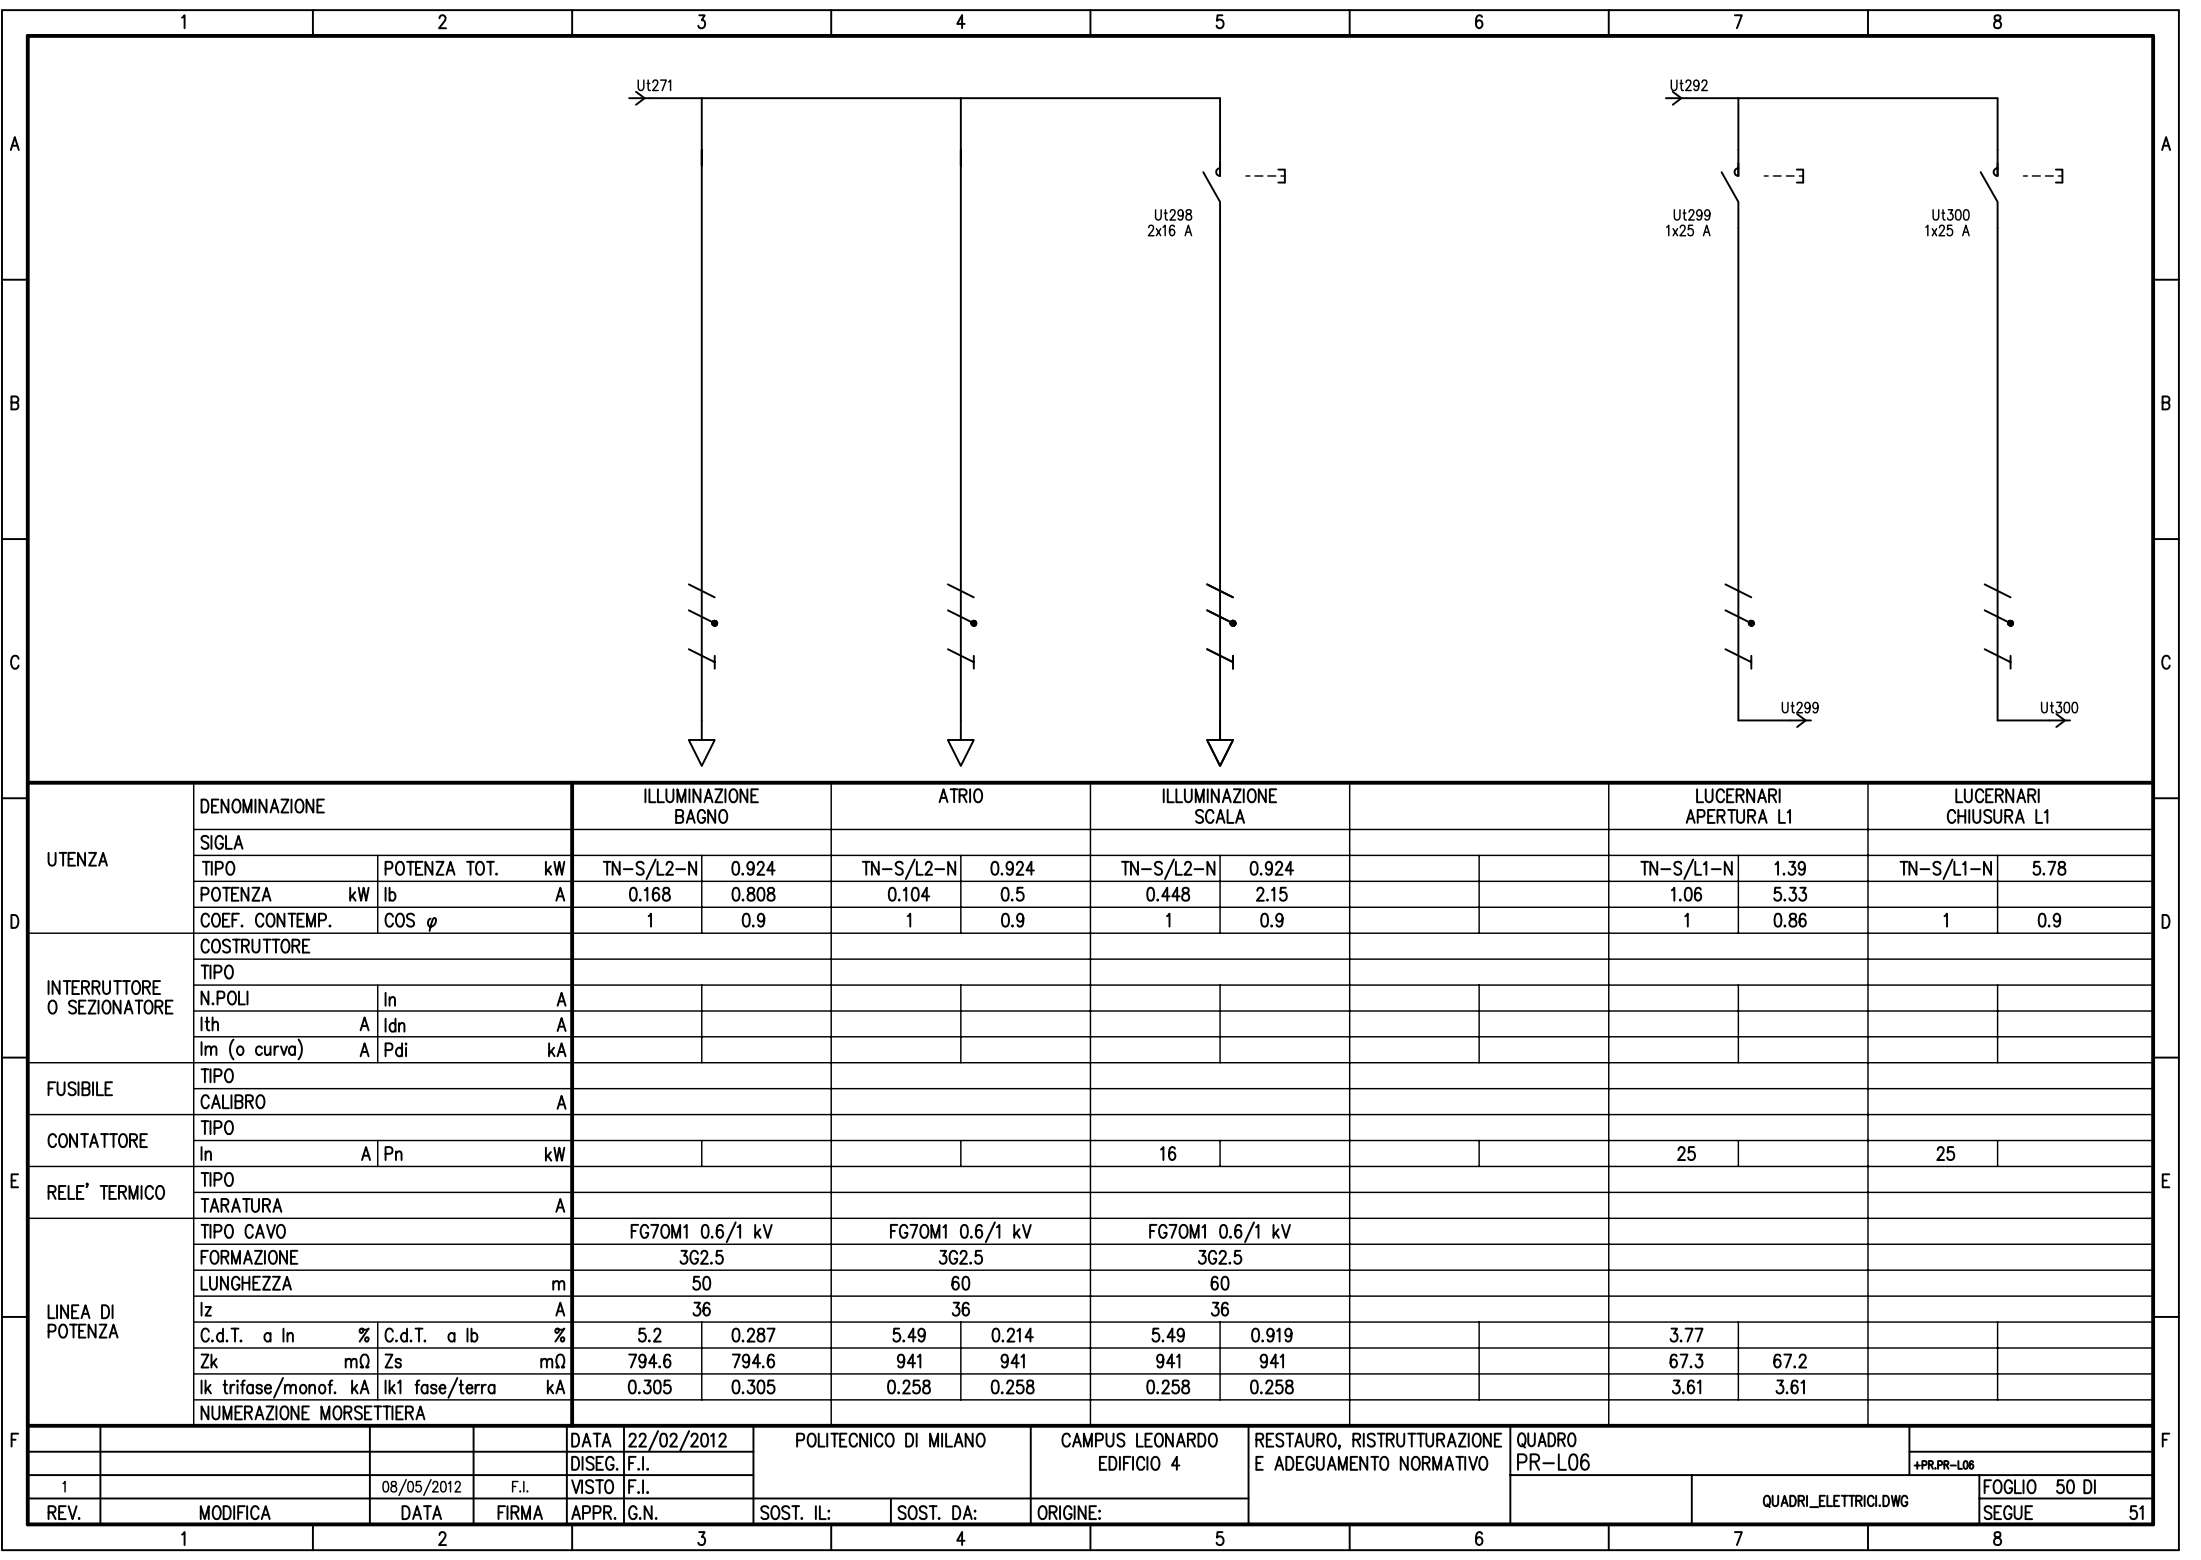 1 2 3 4 5 6 7 8
Ut271
Ut292
A A
Ut298
2x16 A
Ut299
1x25 A
Ut300
1x25 A
B B
C C
Ut299
Ut300
UTENZA
DENOMINAZIONE
ILLUMINAZIONE
BAGNO
ATRIO
ILLUMINAZIONE
SCALA
LUCERNARI
APERTURA L1
LUCERNARI
CHIUSURA L1
SIGLA
TIPO POTENZA TOT. kW TN-S/L2-N 0.924 TN-S/L2-N 0.924 TN-S/L2-N 0.924 TN-S/L1-N 1.39 TN-S/L1-N 5.78
POTENZA kW Ib A 0.168 0.808 0.104 0.5 0.448 2.15 1.06 5.33
D COEF. CONTEMP. COS φ 1 0.9 1 0.9 1 0.9 1 0.86 1 0.9 D
INTERRUTTORE
O SEZIONATORE
COSTRUTTORE
TIPO
N.POLI In A
Ith A Idn A
Im (o curva) A Pdi kA
FUSIBILE
TIPO
CALIBRO A
CONTATTORE
TIPO
In A Pn kW 16 25 25
E RELE' TERMICO E
TIPO
TARATURA A
LINEA DI
POTENZA
TIPO CAVO FG7OM1 0.6/1 kV FG7OM1 0.6/1 kV FG7OM1 0.6/1 kV
FORMAZIONE 3G2.5 3G2.5 3G2.5
LUNGHEZZA m 50 60 60
Iz A 36 36 36
C.d.T. a In % C.d.T. a Ib % 5.2 0.287 5.49 0.214 5.49 0.919 3.77
Zk mΩ Zs mΩ 794.6 794.6 941 941 941 941 67.3 67.2
Ik trifase/monof. kA Ik1 fase/terra kA 0.305 0.305 0.258 0.258 0.258 0.258 3.61 3.61
NUMERAZIONE MORSETTIERA
F F
DATA 22/02/2012
DISEG. F.I.
1 08/05/2012 F.I. VISTO F.I.
REV. MODIFICA DATA FIRMA APPR. G.N.
POLITECNICO DI MILANO
SOST. IL: SOST. DA:
CAMPUS LEONARDO
EDIFICIO 4
ORIGINE:
RESTAURO, RISTRUTTURAZIONE
E ADEGUAMENTO NORMATIVO
QUADRO
PR-L06
+PR.PR-L06
QUADRI_ELETTRICI.DWG
FOGLIO 50 DI
SEGUE 51
1 2 3 4 5 6 7 8